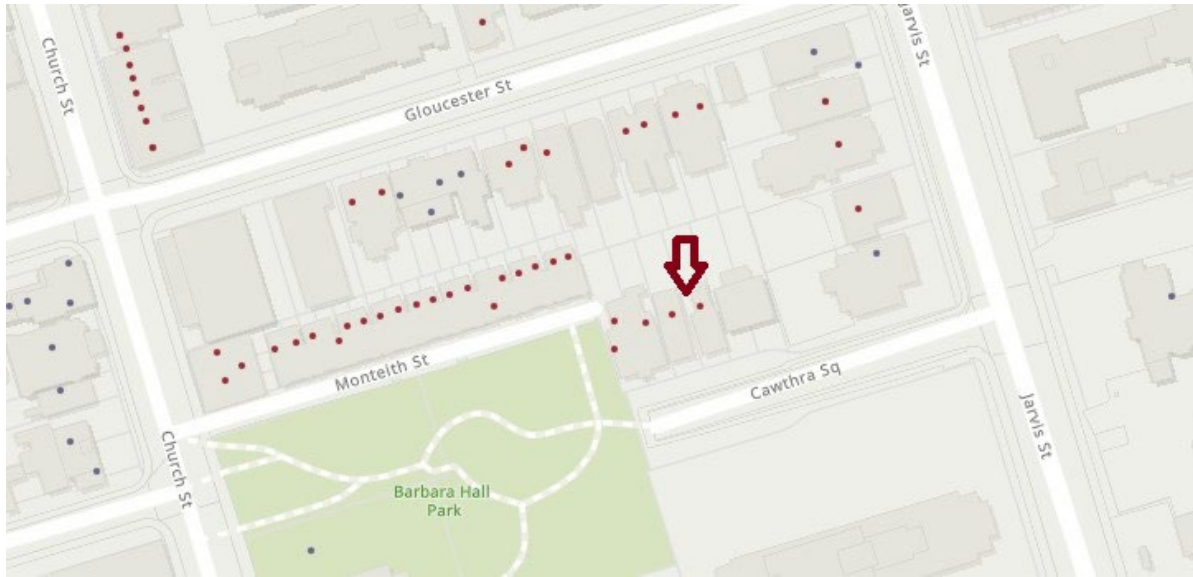 Church St
Jarvis St
Gloucester St
Monteith St
Cawthra Sq
Church St
Jarvis St
Barbara Hall
Park